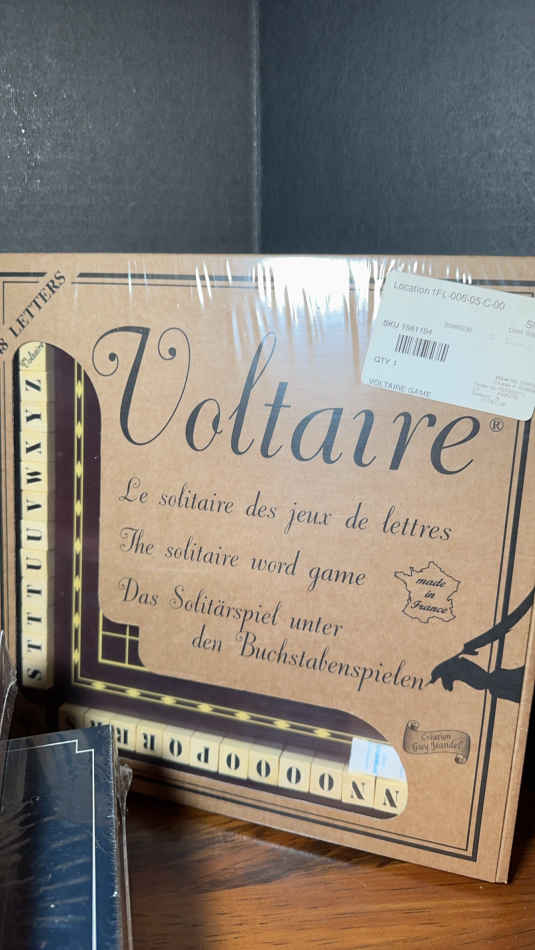 LETTERS
Location 1FL-006-05-C-00
SKU 1561154
QTY 1
VOLTAIRE GAME
Voltaire®
Le solitaire des jeux de lettres
The solitaire word game
Das Solitärspiel unter
den Buchstabenspielen
made
in
France
Création
Guy Jeandel
Z
Y
X
W
V
U
U
T
T
T
S
R R P O O O O O N N